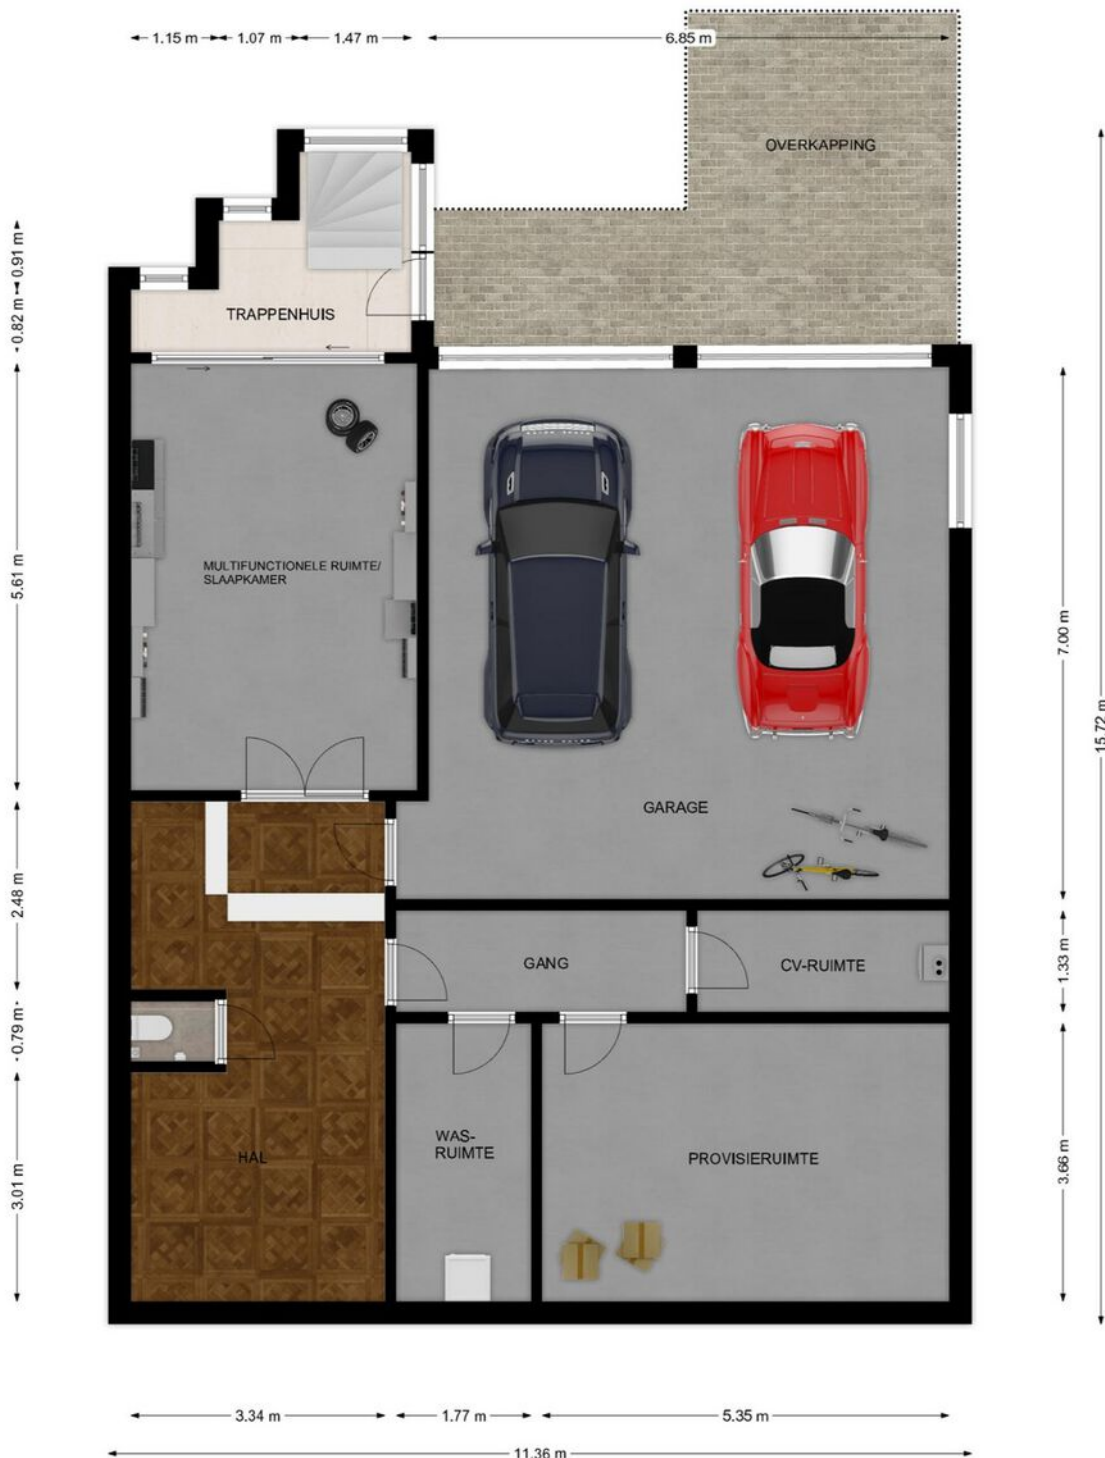 1.15 m
1.07 m
1.47 m
6.85 m
OVERKAPPING
0.91 m
0.82 m
TRAPPENHUIS
5.61 m
MULTIFUNCTIONELE RUIMTE/
SLAAPKAMER
7.00 m
15.72 m
GARAGE
2.48 m
GANG
CV-RUIMTE
1.33 m
0.79 m
WAS-
RUIMTE
PROVISIERUIMTE
HAL
3.01 m
3.66 m
3.34 m
1.77 m
5.35 m
11.36 m